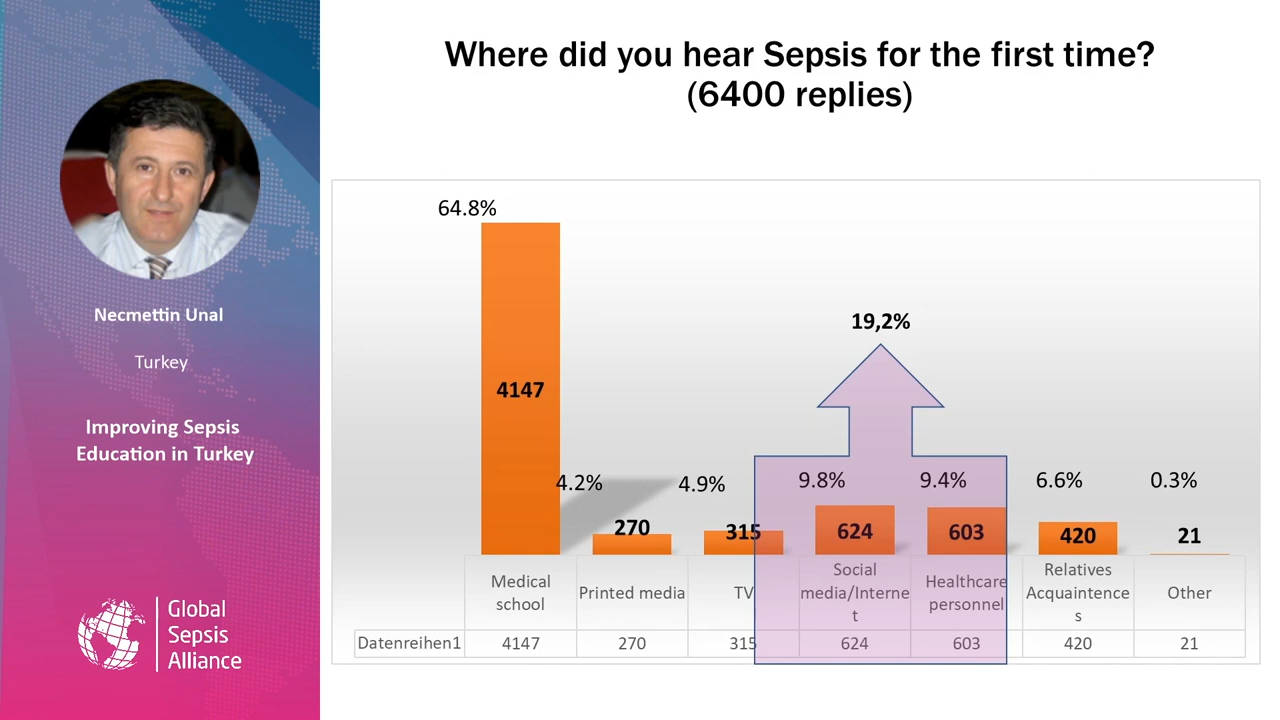 Where did you hear Sepsis for the first time?
(6400 replies)
Necmettin Unal
Turkey
Improving Sepsis
Education in Turkey
Global
Sepsis
Alliance
64.8%
4147
4.2%
270
4.9%
315
19,2%
9.8%
624
9.4%
603
6.6%
420
0.3%
21
Medical
school
Printed media
TV
Social
media/Interne
t
Healthcare
personnel
Relatives
Acquaintence
s
Other
Datenreihen1 4147 270 315 624 603 420 21